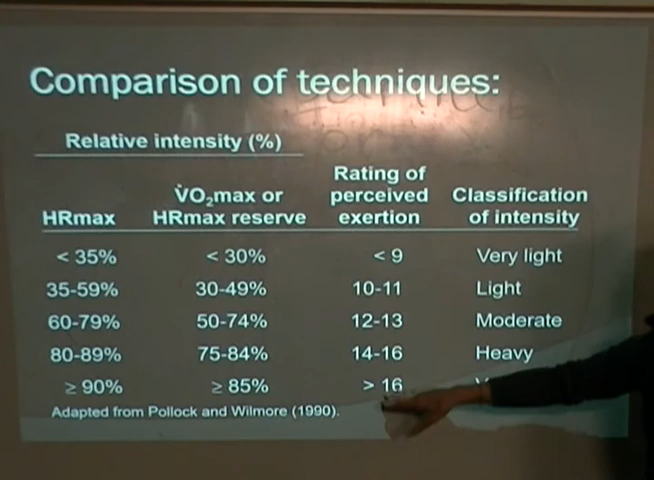 Comparison of techniques:
Relative intensity (%)
HRmax V̇O₂max or HRmax reserve Rating of perceived exertion Classification of intensity
< 35% < 30% < 9 Very light
35-59% 30-49% 10-11 Light
60-79% 50-74% 12-13 Moderate
80-89% 75-84% 14-16 Heavy
≥ 90% ≥ 85% > 16
Adapted from Pollock and Wilmore (1990).